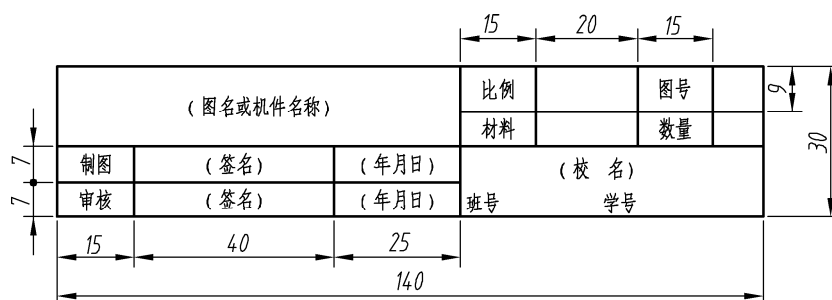 15 20 15
(图名或机件名称) 比例 图号 9
材料 数量 30
7 制图 (签名) (年月日) (校 名)
7 审核 (签名) (年月日) 班号 学号
15 40 25
140